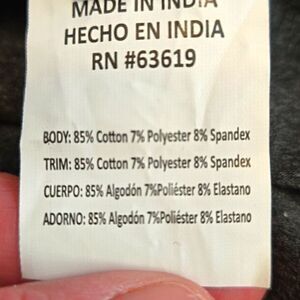 MADE IN INDIA
HECHO EN INDIA
RN #63619
BODY: 85% Cotton 7% Polyester 8% Spandex
TRIM: 85% Cotton 7% Polyester 8% Spandex
CUERPO: 85% Algodón 7%Poliéster 8% Elastano
ADORNO: 85% Algodón 7%Poliéster 8% Elastano